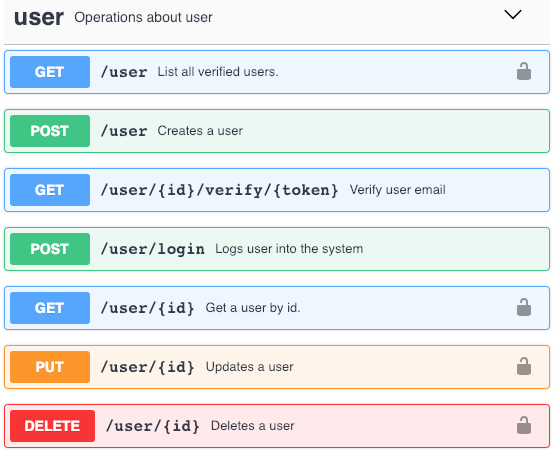 user Operations about user
GET /user List all verified users.
POST /user Creates a user
GET /user/{id}/verify/{token} Verify user email
POST /user/login Logs user into the system
GET /user/{id} Get a user by id.
PUT /user/{id} Updates a user
DELETE /user/{id} Deletes a user